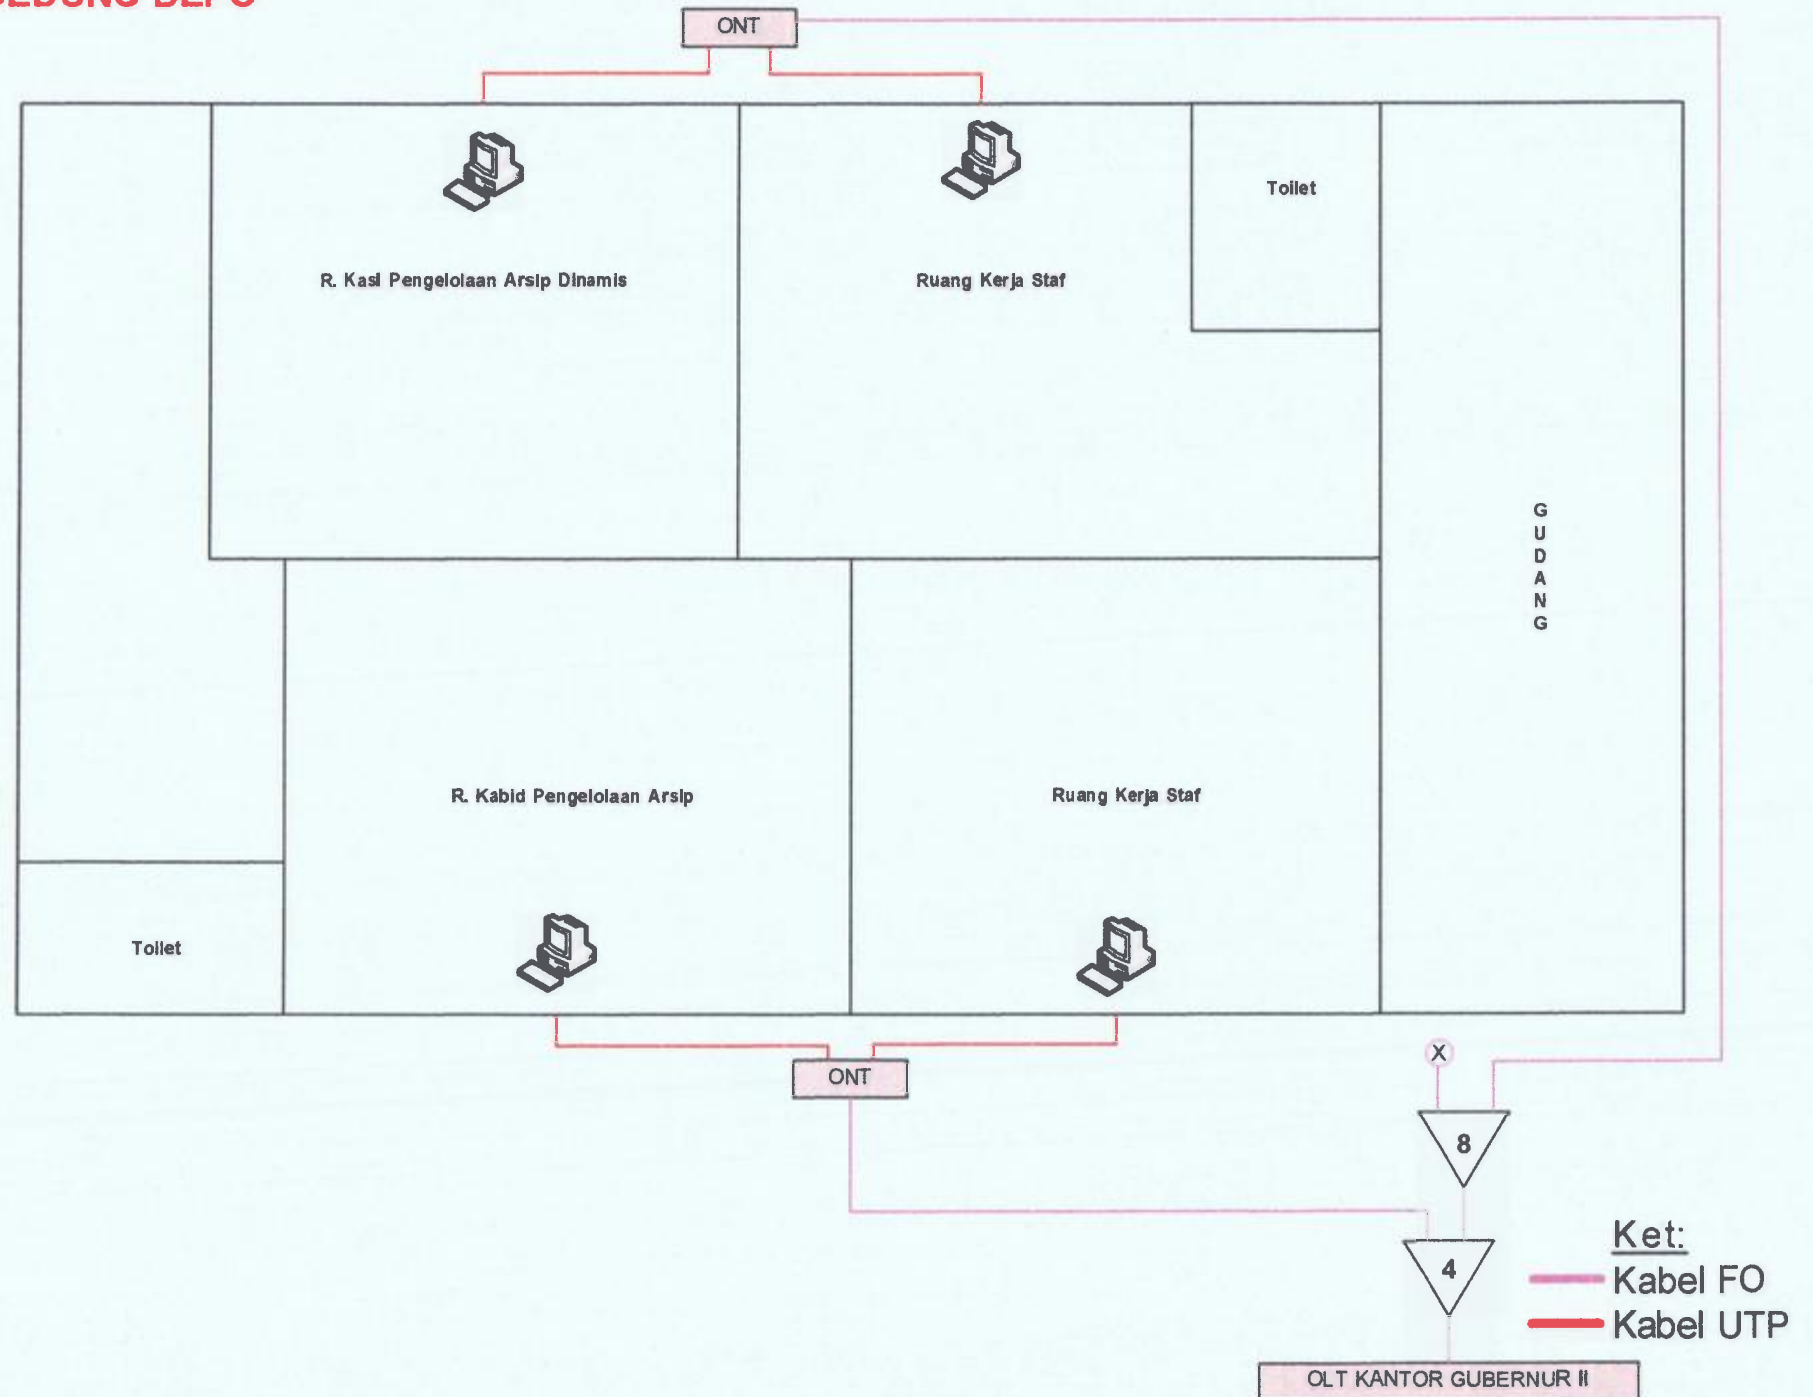 ONT
Toilet
R. Kasi Pengelolaan Arsip Dinamis
Ruang Kerja Staf
G
U
D
A
N
G
R. Kabid Pengelolaan Arsip
Ruang Kerja Staf
Toilet
X
ONT
8
4
Ket:
Kabel FO
Kabel UTP
OLT KANTOR GUBERNUR II